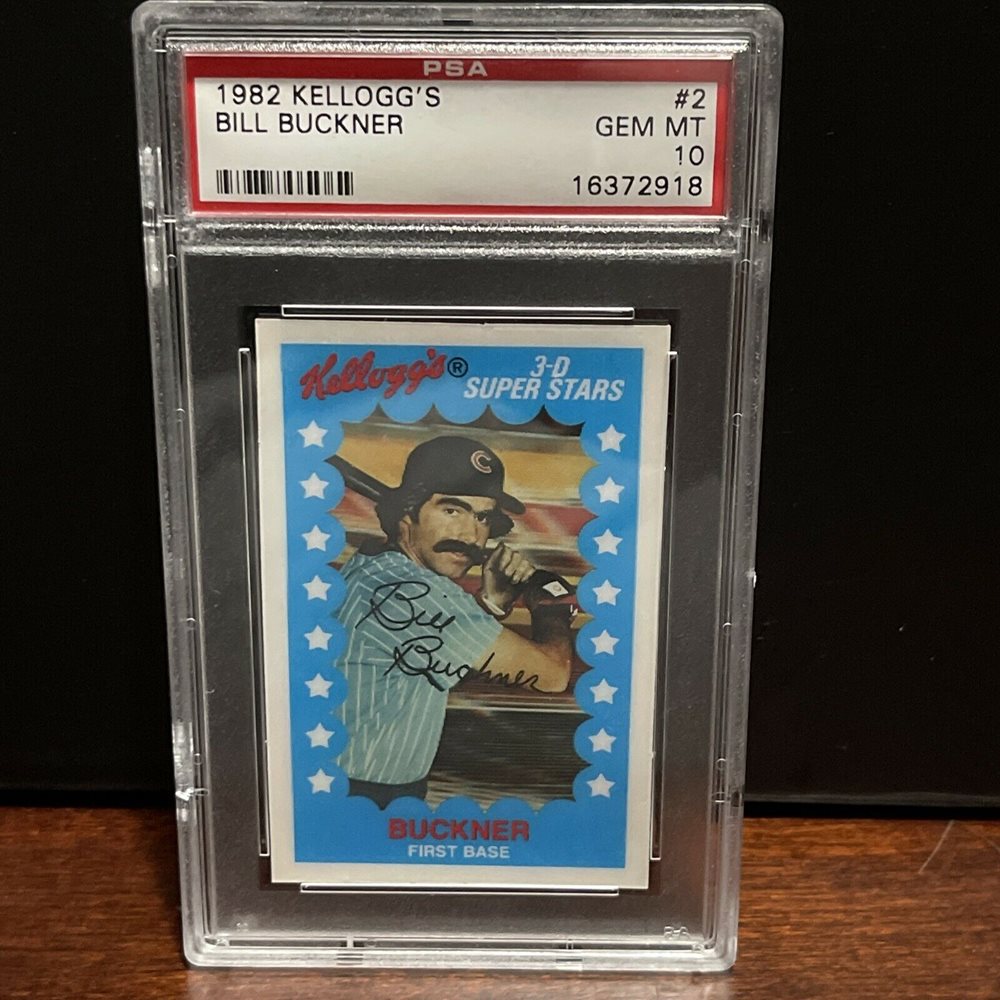 PSA
1982 KELLOGG'S #2
BILL BUCKNER GEM MT
10
16372918
Kellogg's® 3-D
SUPER STARS
C
Bill
Buckner
BUCKNER
FIRST BASE